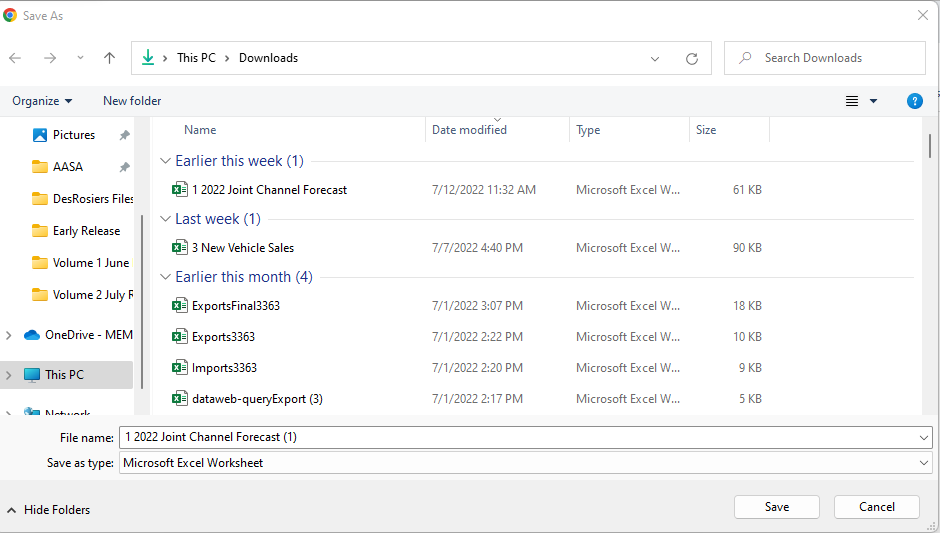 Save As
This PC > Downloads
Search Downloads
Organize
New folder
?
Name Date modified Type Size
Pictures
AASA
DesRosiers Files
Early Release
Volume 1 June
Volume 2 July R
OneDrive - MEM
This PC
Network
Earlier this week (1)
1 2022 Joint Channel Forecast 7/12/2022 11:32 AM Microsoft Excel W... 61 KB
Last week (1)
3 New Vehicle Sales 7/7/2022 4:40 PM Microsoft Excel W... 90 KB
Earlier this month (4)
ExportsFinal3363 7/1/2022 3:07 PM Microsoft Excel W... 18 KB
Exports3363 7/1/2022 2:22 PM Microsoft Excel W... 10 KB
Imports3363 7/1/2022 2:20 PM Microsoft Excel W... 9 KB
dataweb-queryExport (3) 7/1/2022 2:17 PM Microsoft Excel W... 5 KB
File name: 1 2022 Joint Channel Forecast (1)
Save as type: Microsoft Excel Worksheet
Hide Folders
Save
Cancel